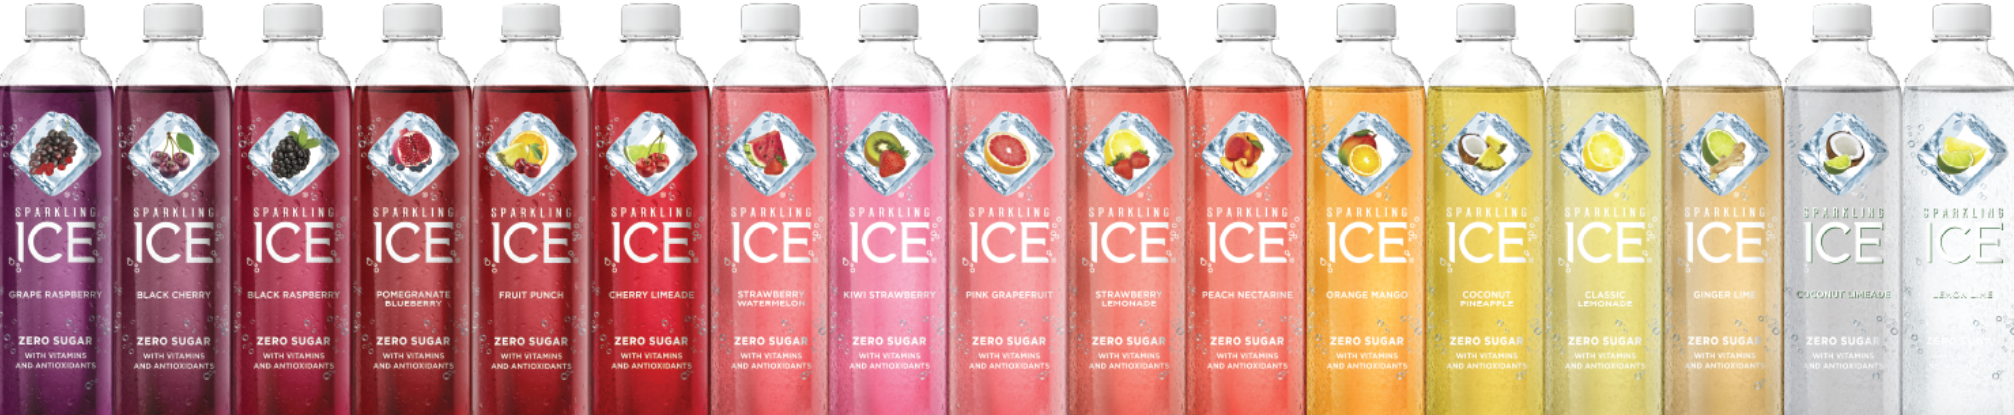 SPARKLING
ICE
GRAPE RASPBERRY
ZERO SUGAR
WITH VITAMINS
AND ANTIOXIDANTS
SPARKLING
ICE
BLACK CHERRY
ZERO SUGAR
WITH VITAMINS
AND ANTIOXIDANTS
SPARKLING
ICE
BLACK RASPBERRY
ZERO SUGAR
WITH VITAMINS
AND ANTIOXIDANTS
SPARKLING
ICE
POMEGRANATE
BLUEBERRY
ZERO SUGAR
WITH VITAMINS
AND ANTIOXIDANTS
SPARKLING
ICE
FRUIT PUNCH
ZERO SUGAR
WITH VITAMINS
AND ANTIOXIDANTS
SPARKLING
ICE
CHERRY LIMEADE
ZERO SUGAR
WITH VITAMINS
AND ANTIOXIDANTS
SPARKLING
ICE
STRAWBERRY
WATERMELON
ZERO SUGAR
WITH VITAMINS
AND ANTIOXIDANTS
SPARKLING
ICE
KIWI STRAWBERRY
ZERO SUGAR
WITH VITAMINS
AND ANTIOXIDANTS
SPARKLING
ICE
PINK GRAPEFRUIT
ZERO SUGAR
WITH VITAMINS
AND ANTIOXIDANTS
SPARKLING
ICE
STRAWBERRY
LEMONADE
ZERO SUGAR
WITH VITAMINS
AND ANTIOXIDANTS
SPARKLING
ICE
PEACH NECTARINE
ZERO SUGAR
WITH VITAMINS
AND ANTIOXIDANTS
SPARKLING
ICE
ORANGE MANGO
ZERO SUGAR
WITH VITAMINS
AND ANTIOXIDANTS
SPARKLING
ICE
COCONUT
PINEAPPLE
ZERO SUGAR
WITH VITAMINS
AND ANTIOXIDANTS
SPARKLING
ICE
CLASSIC
LEMONADE
ZERO SUGAR
WITH VITAMINS
AND ANTIOXIDANTS
SPARKLING
ICE
GINGER LIME
ZERO SUGAR
WITH VITAMINS
AND ANTIOXIDANTS
SPARKLING
ICE
COCONUT LIMEADE
ZERO SUGAR
WITH VITAMINS
AND ANTIOXIDANTS
SPARKLING
ICE
LEMON LIME
ZERO SUGAR